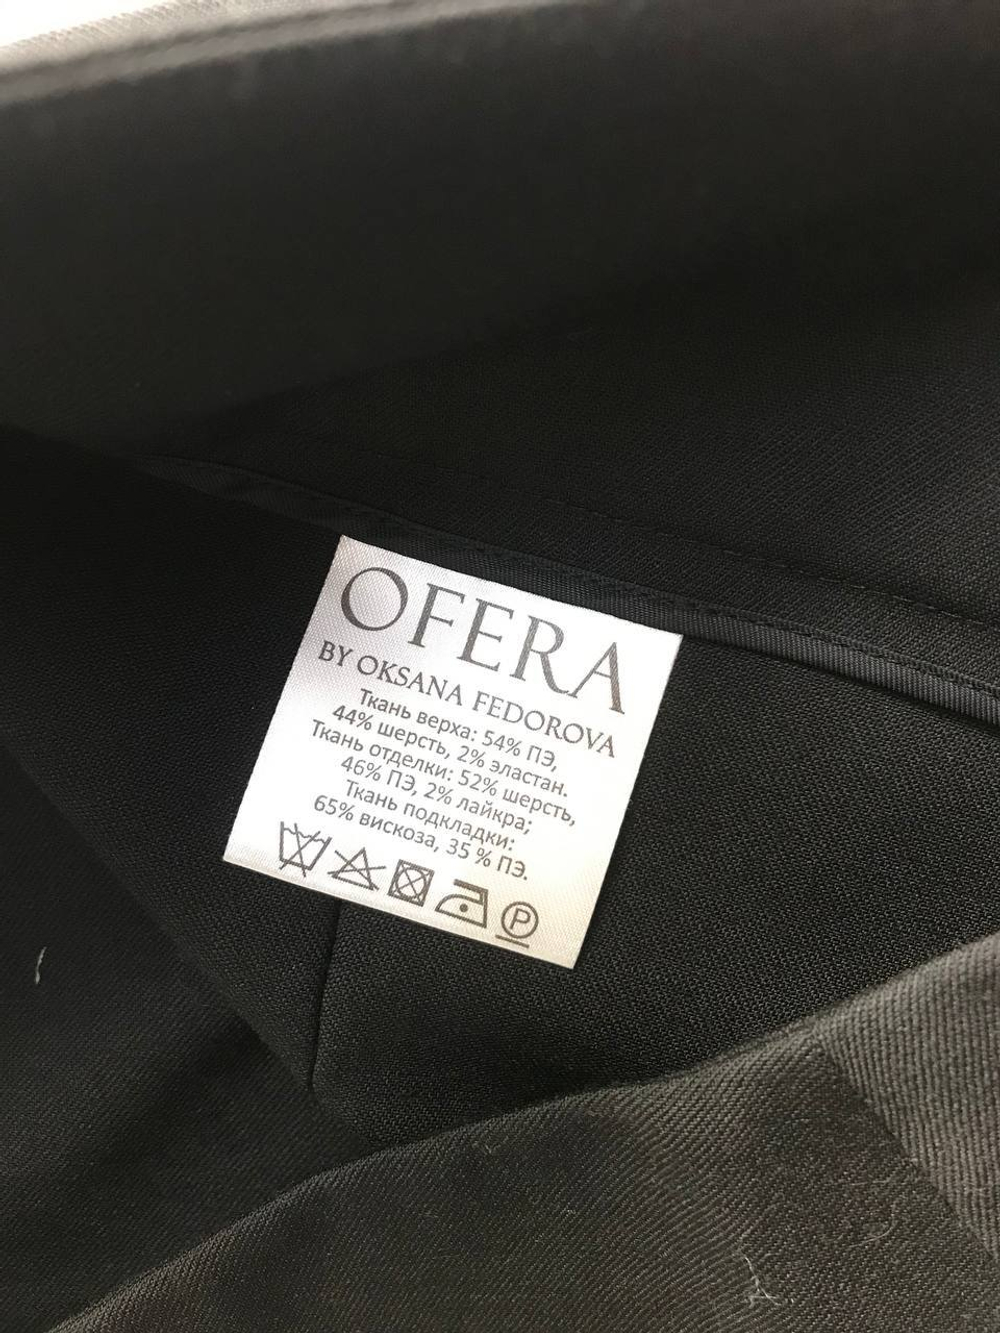 OFERA
BY OKSANA FEDOROVA
Ткань верха: 54% ПЭ,
44% шерсть, 2% эластан.
Ткань отделки: 52% шерсть,
46% ПЭ, 2% лайкра;
Ткань подкладки:
65% вискоза, 35 % ПЭ.
P